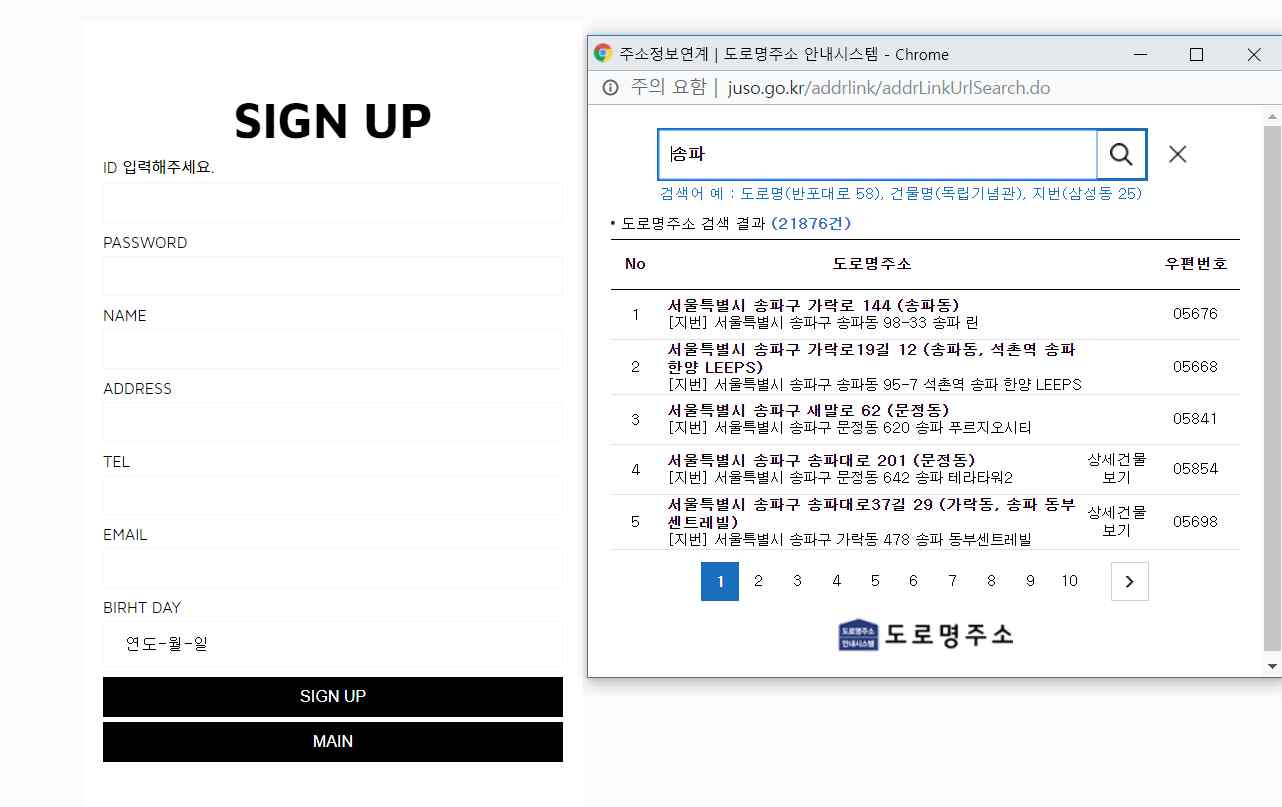 SIGN UP
ID 입력해주세요.
PASSWORD
NAME
ADDRESS
TEL
EMAIL
BIRHT DAY
연도-월-일
SIGN UP
MAIN
주소정보연계 | 도로명주소 안내시스템 - Chrome
주의 요함 | juso.go.kr/addrlink/addrLinkUrlSearch.do
송파
검색어 예 : 도로명(반포대로 58), 건물명(독립기념관), 지번(삼성동 25)
• 도로명주소 검색 결과 (21876건)
No 도로명주소 우편번호
1 서울특별시 송파구 가락로 144 (송파동) 05676
[지번] 서울특별시 송파구 송파동 98-33 송파 린
2 서울특별시 송파구 가락로19길 12 (송파동, 석촌역 송파 05668
한양 LEEPS)
[지번] 서울특별시 송파구 송파동 95-7 석촌역 송파 한양 LEEPS
3 서울특별시 송파구 새말로 62 (문정동) 05841
[지번] 서울특별시 송파구 문정동 620 송파 푸르지오시티
4 서울특별시 송파구 송파대로 201 (문정동) 상세건물 05854
[지번] 서울특별시 송파구 문정동 642 송파 테라타워2 보기
5 서울특별시 송파구 송파대로37길 29 (가락동, 송파 동부 상세건물 05698
센트레빌) 보기
[지번] 서울특별시 송파구 가락동 478 송파 동부센트레빌
1 2 3 4 5 6 7 8 9 10
도로명주소
안내시스템
도로명주소